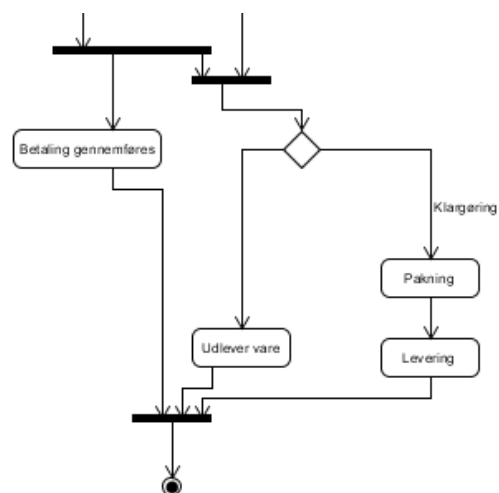 Betaling gennemføres
Klargøring
Pakning
Udlever vare
Levering